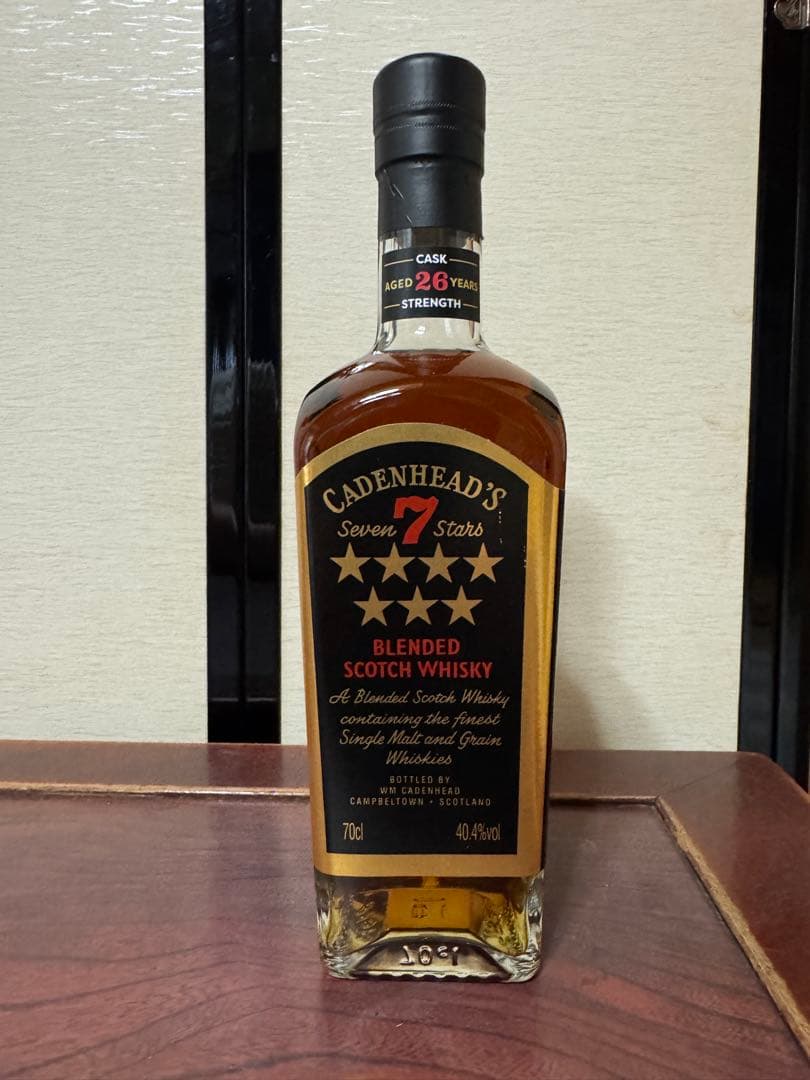 CASK
AGED 26 YEARS
STRENGTH
CADENHEAD'S
Seven 7 Stars
BLENDED
SCOTCH WHISKY
A Blended Scotch Whisky
containing the finest
Single Malt and Grain
Whiskies
BOTTLED BY
WM CADENHEAD
CAMPBELTOWN · SCOTLAND
70cl 40.4%vol